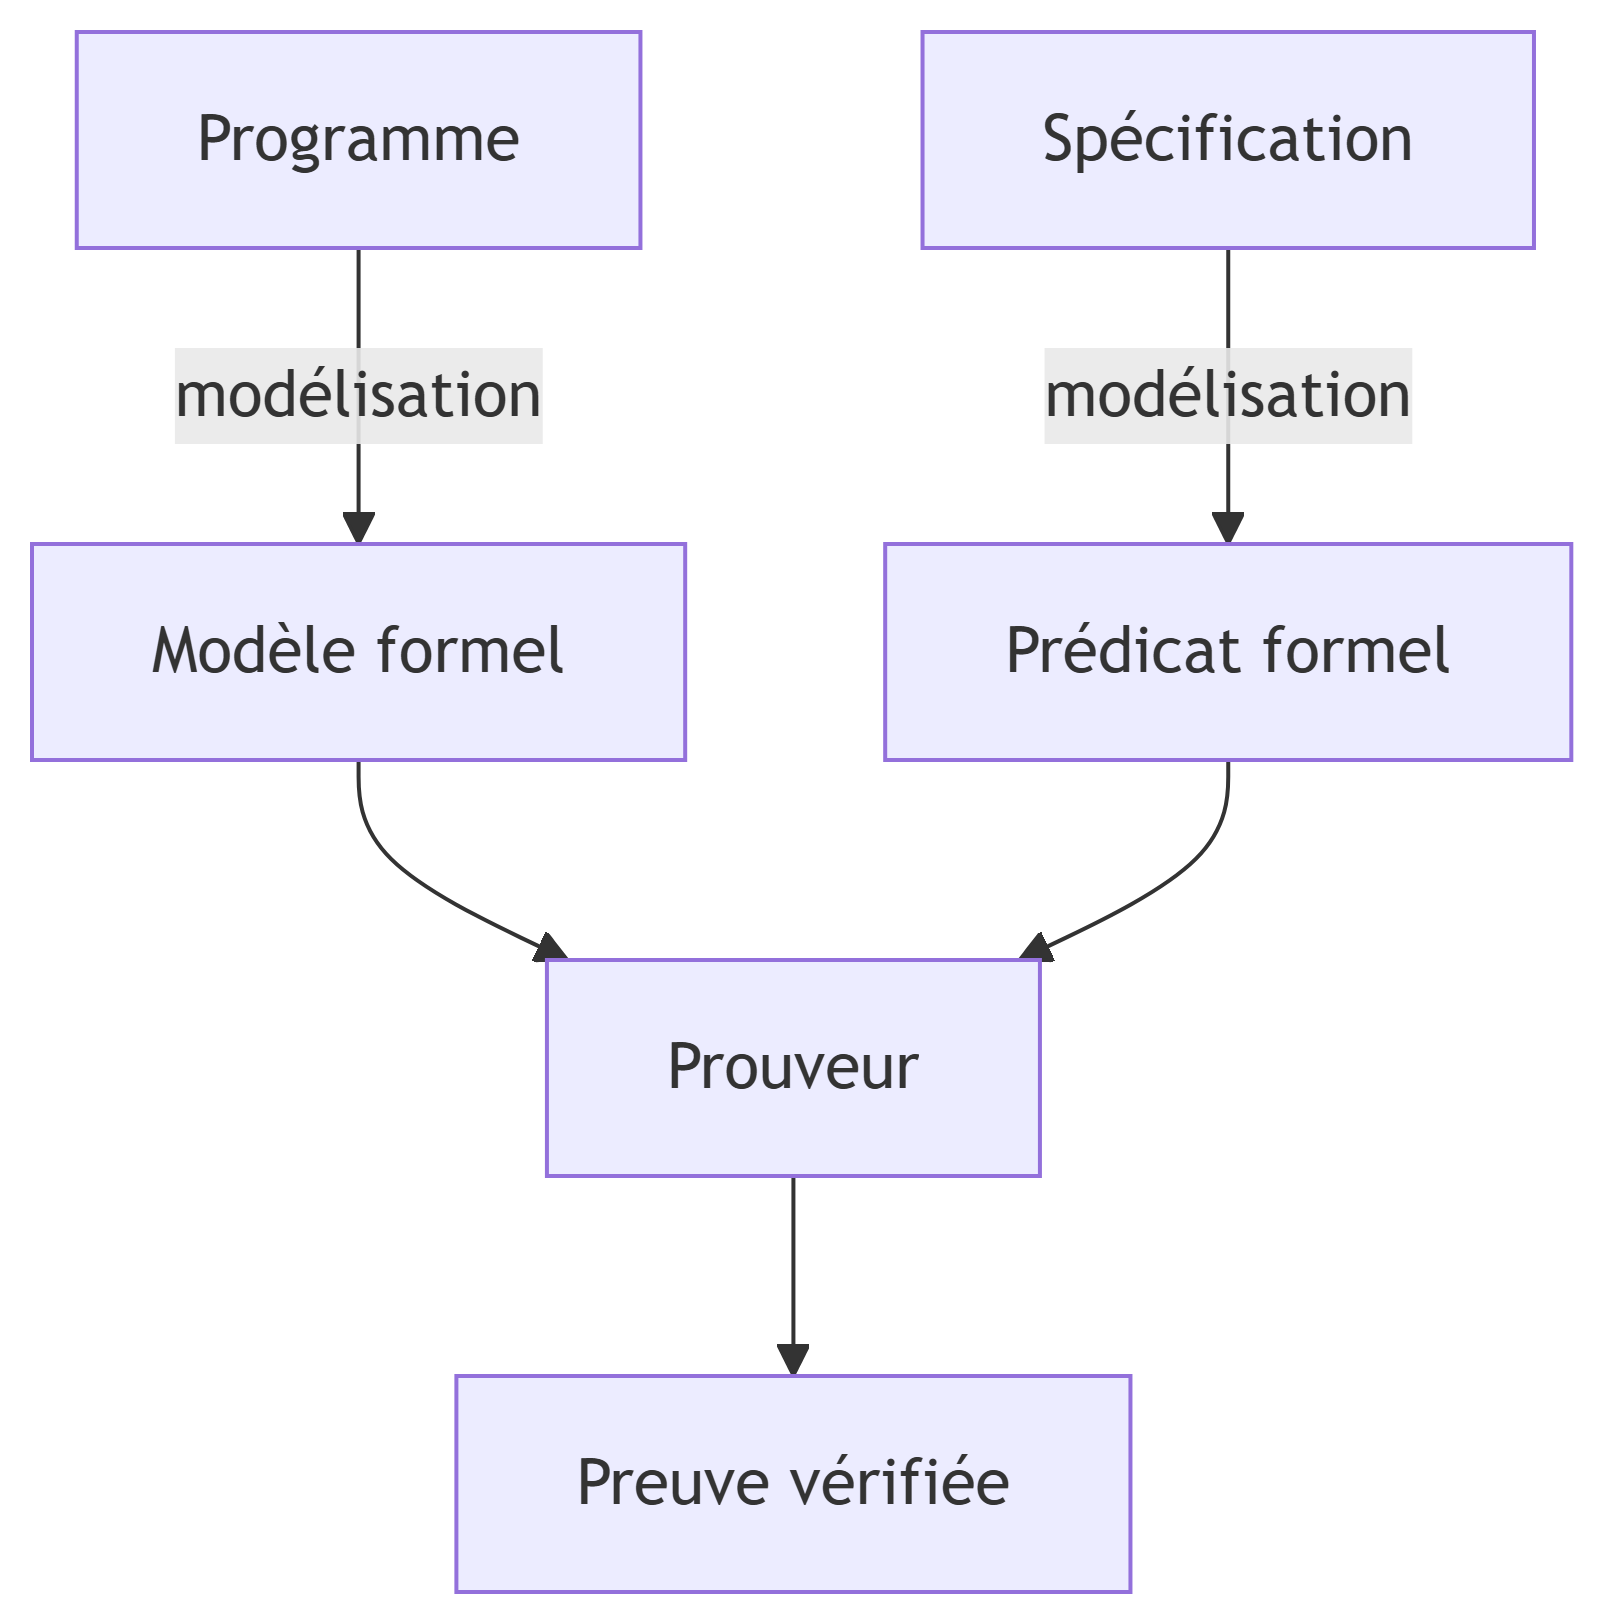 Programme
Spécification
modélisation
modélisation
Modèle formel
Prédicat formel
Prouveur
Preuve vérifiée